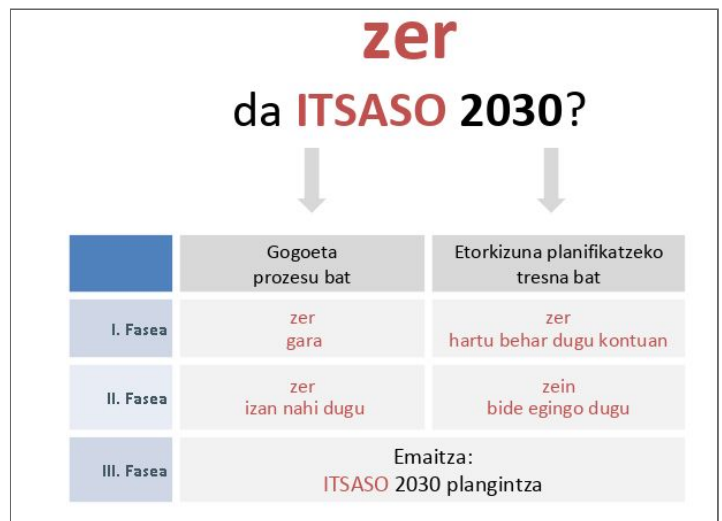 zer
da ITSASO 2030?
Gogoeta
prozesu bat
Etorkizuna planifikatzeko
tresna bat
I. Fasea
zer
gara
zer
hartu behar dugu kontuan
II. Fasea
zer
izan nahi dugu
zein
bide egingo dugu
III. Fasea
Emaitza:
ITSASO 2030 plangintza